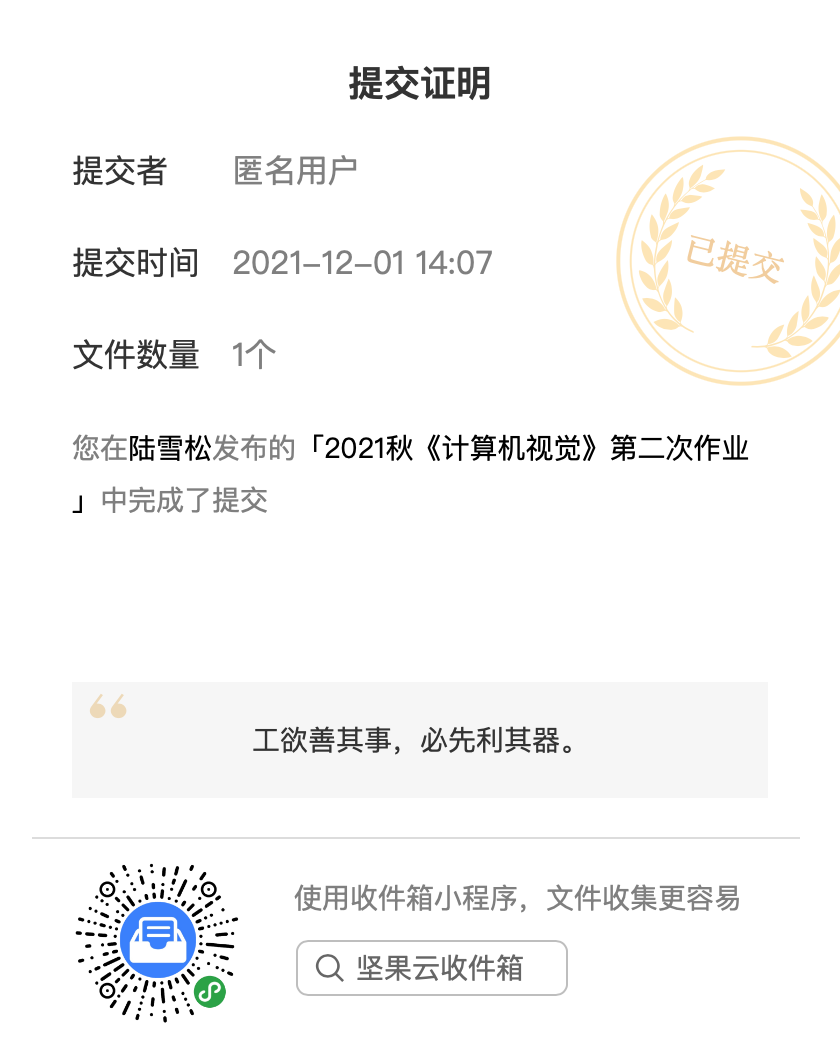 提交证明
提交者 匿名用户
已提交
提交时间 2021-12-01 14:07
文件数量 1个
您在陆雪松发布的「2021秋《计算机视觉》第二次作业
」中完成了提交
工欲善其事，必先利其器。
使用收件箱小程序，文件收集更容易
坚果云收件箱